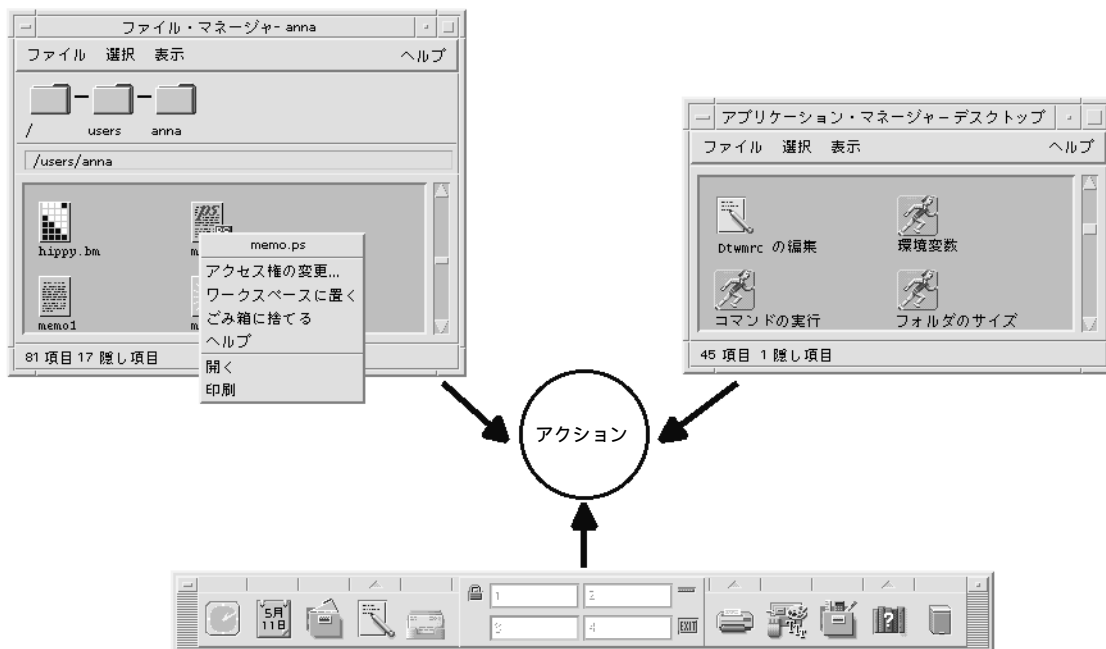 ファイル・マネージャ- anna
ファイル 選択 表示 ヘルプ
/ users anna
/users/anna
hippy.bm
memo.ps
アクセス権の変更...
ワークスペースに置く
ごみ箱に捨てる
ヘルプ
開く
印刷
memo1
81 項目 17 隠し項目
アプリケーション・マネージャ-デスクトップ
ファイル 選択 表示 ヘルプ
Dtwmrc の編集 環境変数
コマンドの実行 フォルダのサイズ
45 項目 1 隠し項目
アクション
5月
11日
1 2
3 4
EXIT